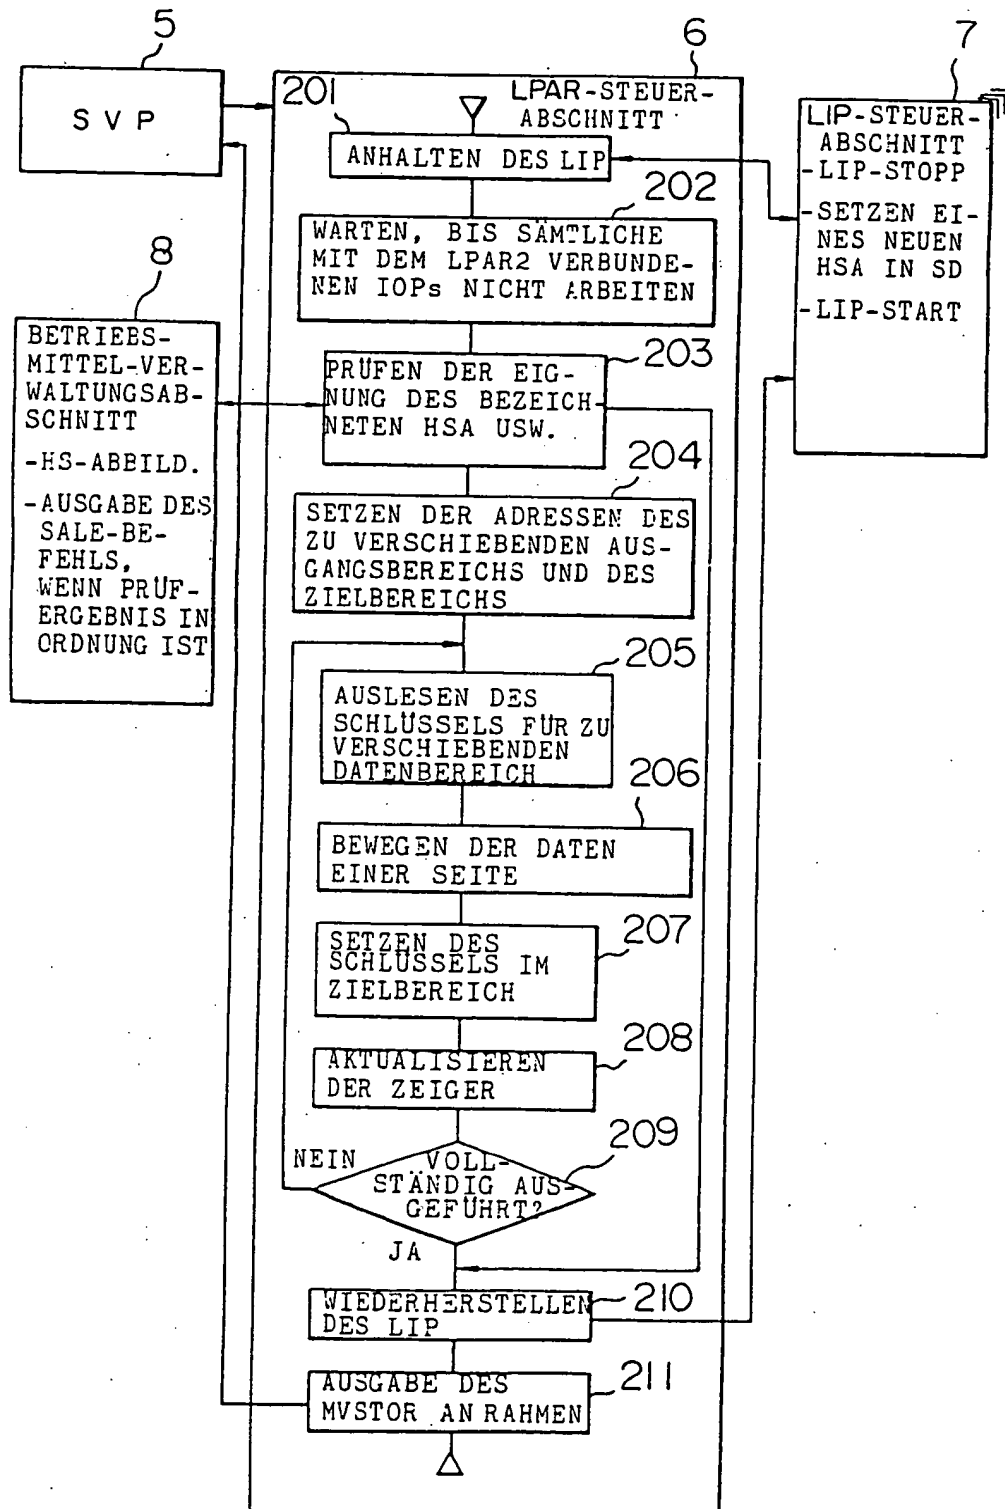 5
SVP
6
LPAR-STEUER-
ABSCHNITT
201
ANHALTEN DES LIP
7
LIP-STEUER-
ABSCHNITT
-LIP-STOPP
-SETZEN EI-
NES NEUEN
HSA IN SD
-LIP-START
202
WARTEN, BIS SÄMTLICHE
MIT DEM LPAR2 VERBUNDE-
NEN IOPs NICHT ARBEITEN
8
BETRIEBS-
MITTEL-VER-
WALTUNGSAB-
SCHNITT
-HS-ABBILD.
-AUSGABE DES
SALE-BE-
FEHLS,
WENN PRÜF-
ERGEBNIS IN
ORDNUNG IST
203
PRÜFEN DER EIG-
NUNG DES BEZEICH-
NETEN HSA USW.
204
SETZEN DER ADRESSEN DES
ZU VERSCHIEBENDEN AUS-
GANGSBEREICHS UND DES
ZIELBEREICHS
205
AUSLESEN DES
SCHLÜSSELS FÜR ZU
VERSCHIEBENDEN
DATENBEREICH
206
BEWEGEN DER DATEN
EINER SEITE
207
SETZEN DES
SCHLÜSSELS IM
ZIELBEREICH
208
AKTUALISIEREN
DER ZEIGER
209
NEIN
VOLL-
STÄNDIG AUS-
GEFÜHRT?
JA
210
WIEDERHERSTELLEN
DES LIP
211
AUSGABE DES
MVSTOR AN RAHMEN